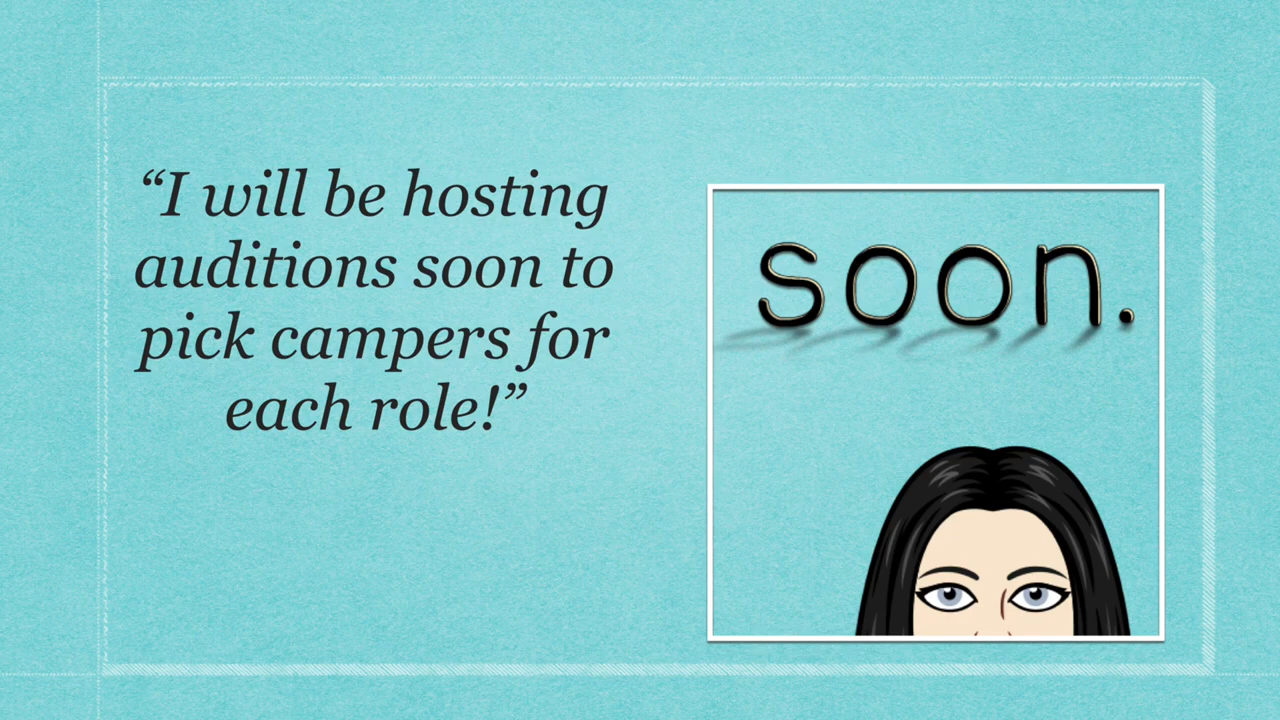 “I will be hosting
auditions soon to
pick campers for
each role!”
soon.